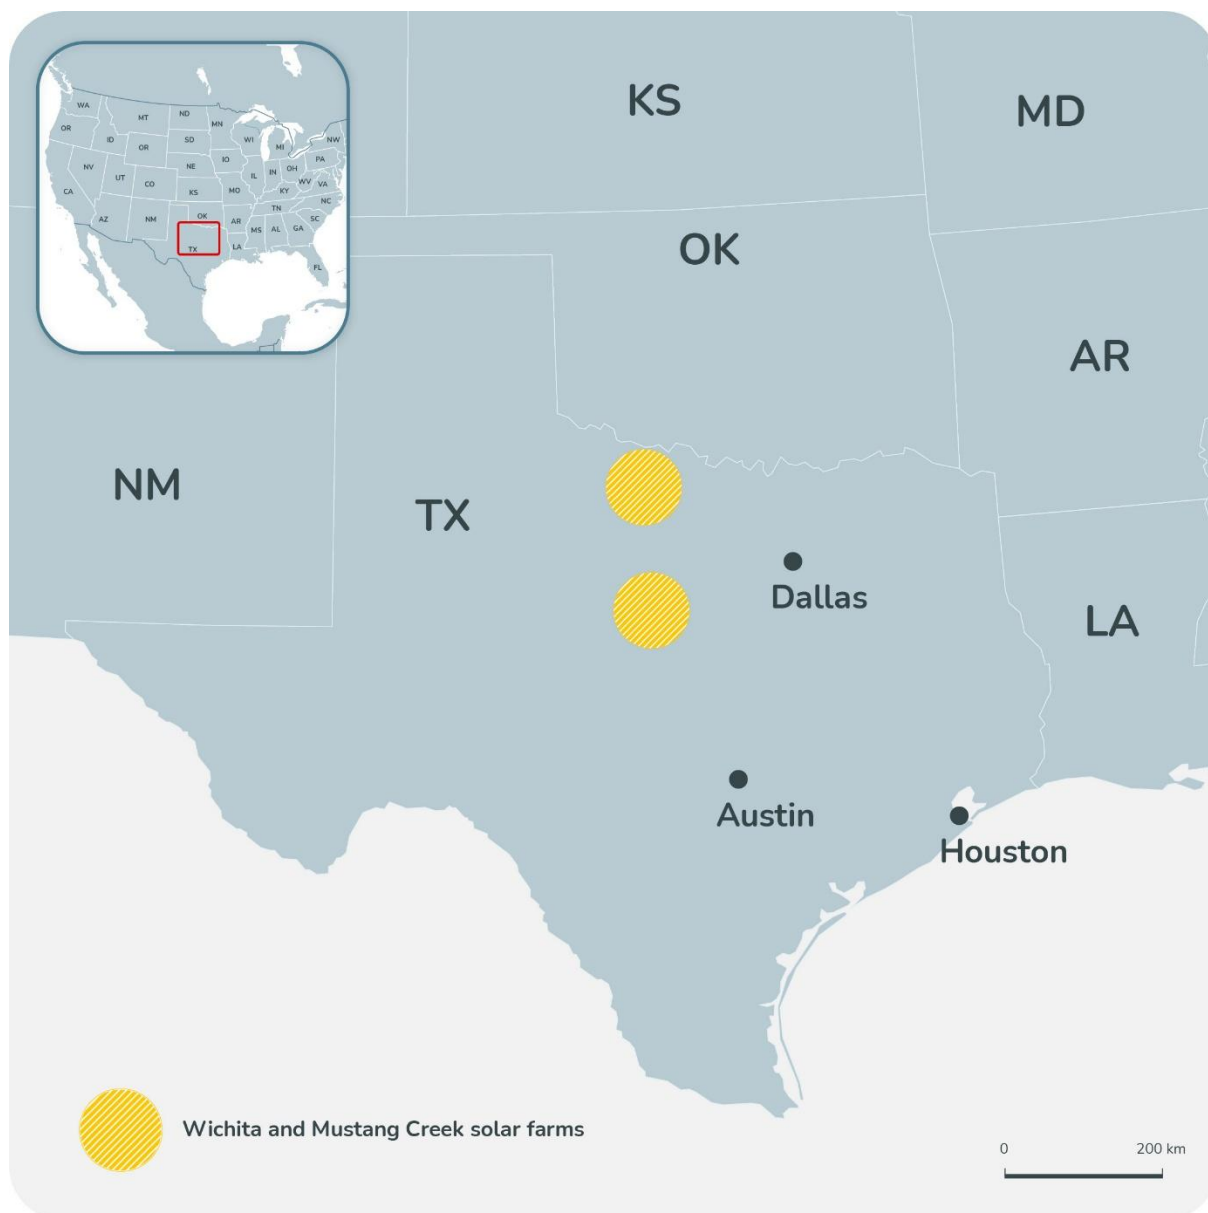 KS
MD
WA
MT
ND
MN
OR
ID
OR
SD
WI
MI
NW
NV
UT
CO
NE
IO
IL
IN
OH
PA
WV
VA
CA
KS
MO
KY
NC
AZ
NM
OK
AR
TN
SC
MS
AL
GA
TX
LA
FL
OK
AR
NM
TX
Dallas
LA
Austin
Houston
Wichita and Mustang Creek solar farms
0
200 km